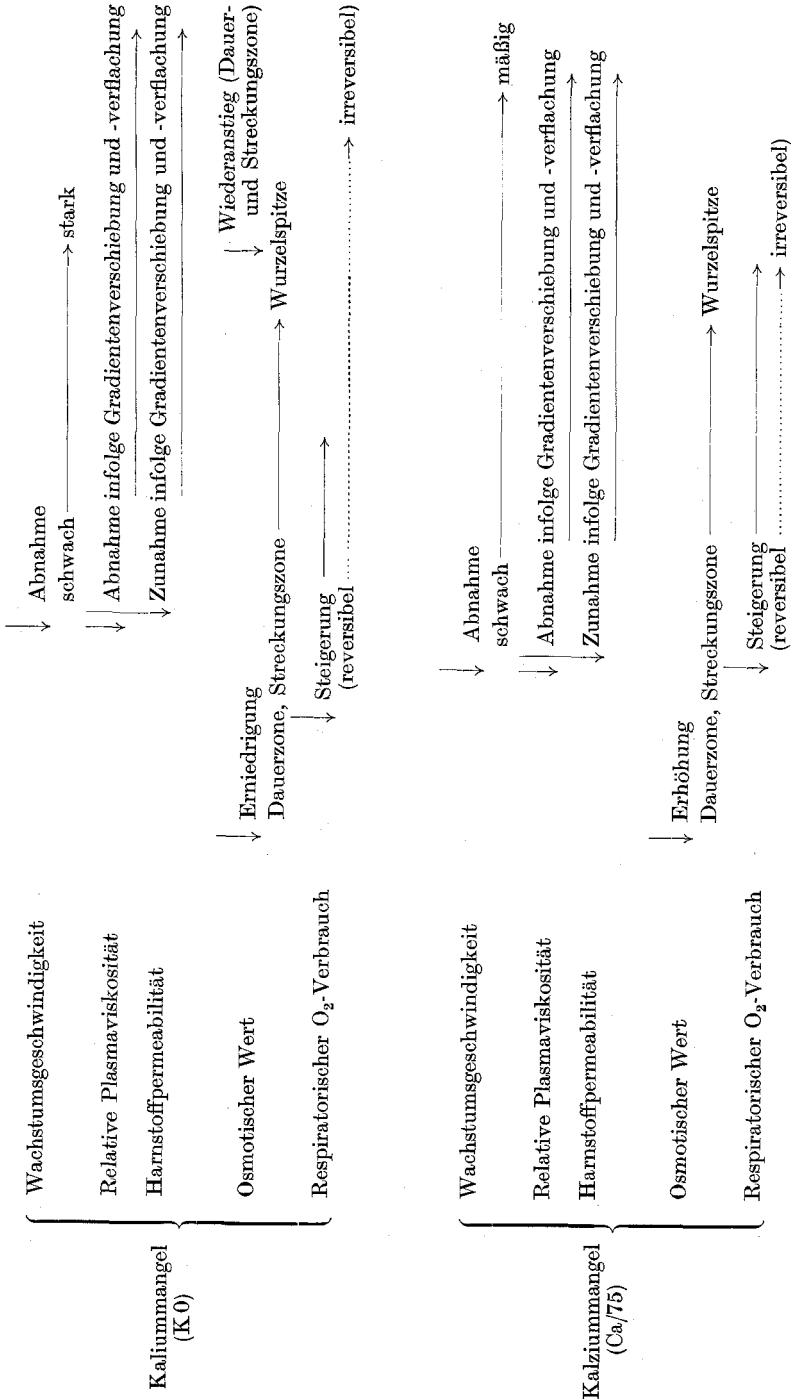 Kaliummangel
(K 0)
Wachstumsgeschwindigkeit
Abnahme
schwach → stark
Relative Plasmaviskosität
Abnahme infolge Gradientenverschiebung und -verflachung
Harnstoffpermeabilität
Zunahme infolge Gradientenverschiebung und -verflachung
Osmotischer Wert
Erniedrigung
Dauerzone, Streckungszone → Wurzelspitze
Wiederanstieg (Dauer-
und Streckungszone)
Respiratorischer O₂-Verbrauch
Steigerung
(reversibel → irreversibel)
Kalziummangel
(Ca/75)
Wachstumsgeschwindigkeit
Abnahme
schwach → mäßig
Relative Plasmaviskosität
Abnahme infolge Gradientenverschiebung und -verflachung
Harnstoffpermeabilität
Zunahme infolge Gradientenverschiebung und -verflachung
Osmotischer Wert
Erhöhung
Dauerzone, Streckungszone → Wurzelspitze
Respiratorischer O₂-Verbrauch
Steigerung
(reversibel → irreversibel)